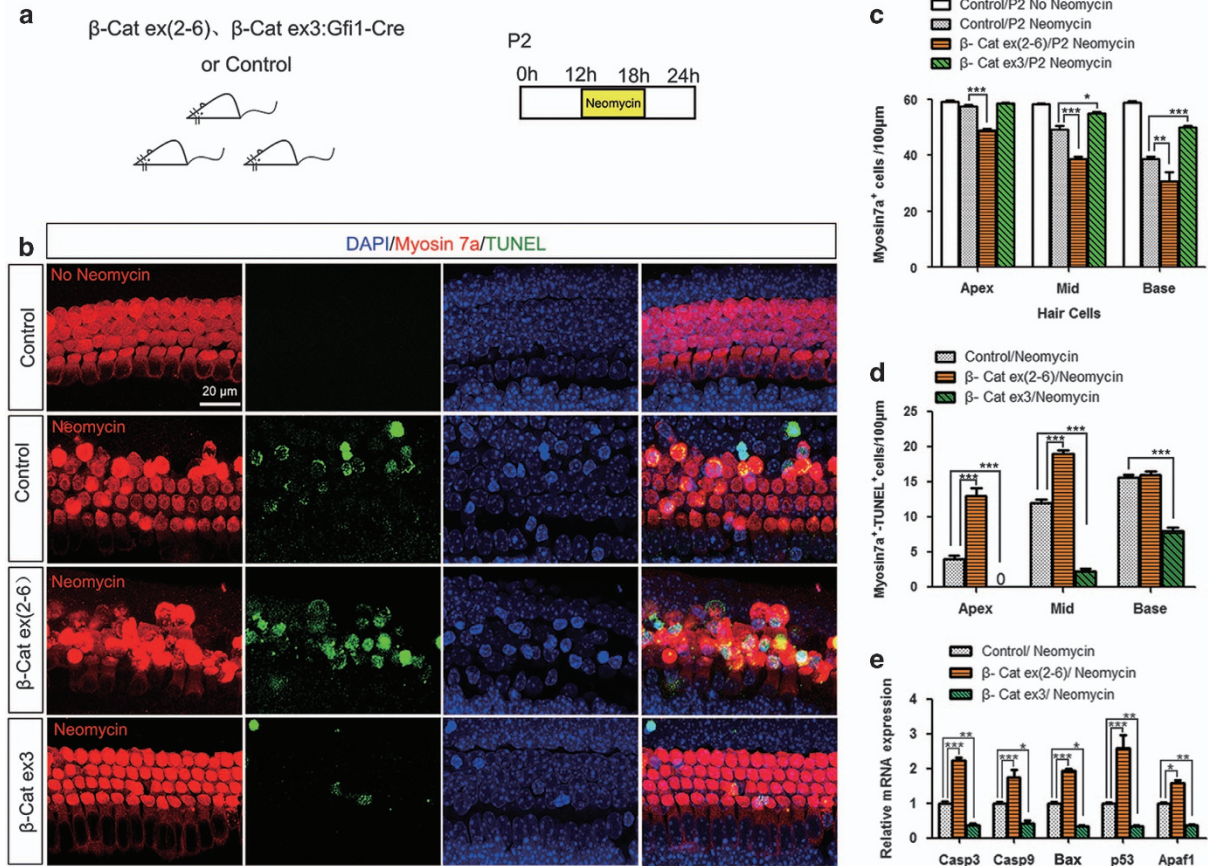 a
β-Cat ex(2-6)、β-Cat ex3:Gfi1-Cre
or Control
P2
0h 12h 18h 24h
Neomycin
b
DAPI/Myosin 7a/TUNEL
Control
No Neomycin
20 μm
Control
Neomycin
β-Cat ex(2-6)
Neomycin
β-Cat ex3
Neomycin
c
Control/P2 No Neomycin
Control/P2 Neomycin
β- Cat ex(2-6)/P2 Neomycin
β- Cat ex3/P2 Neomycin
Myosin7a⁺ cells /100μm
60
40
20
0
***
*
***
***
**
Apex Mid Base
Hair Cells
d
Control/Neomycin
β- Cat ex(2-6)/Neomycin
β- Cat ex3/Neomycin
Myosin7a⁺-TUNEL⁺cells/100μm
25
20
15
10
5
0
***
***
***
***
***
0
Apex Mid Base
e
Control/ Neomycin
β- Cat ex(2-6)/ Neomycin
β- Cat ex3/ Neomycin
Relative mRNA expression
4
3
2
1
0
**
***
*
***
*
***
**
***
**
*
Casp3 Casp9 Bax p53 Apaf1